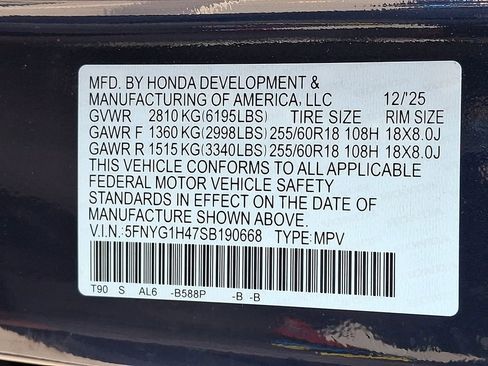 MFD. BY HONDA DEVELOPMENT &
MANUFACTURING OF AMERICA, LLC 12/'25
GVWR 2810 KG(6195LBS) TIRE SIZE RIM SIZE
GAWR F 1360 KG(2998LBS) 255/60R18 108H 18X8.0J
GAWR R 1515 KG(3340LBS) 255/60R18 108H 18X8.0J
THIS VEHICLE CONFORMS TO ALL APPLICABLE
FEDERAL MOTOR VEHICLE SAFETY
STANDARDS IN EFFECT ON THE DATE OF
MANUFACTURE SHOWN ABOVE.
V.I.N.:5FNYG1H47SB190668 TYPE:MPV
T90 S AL6 -B588P -B -B